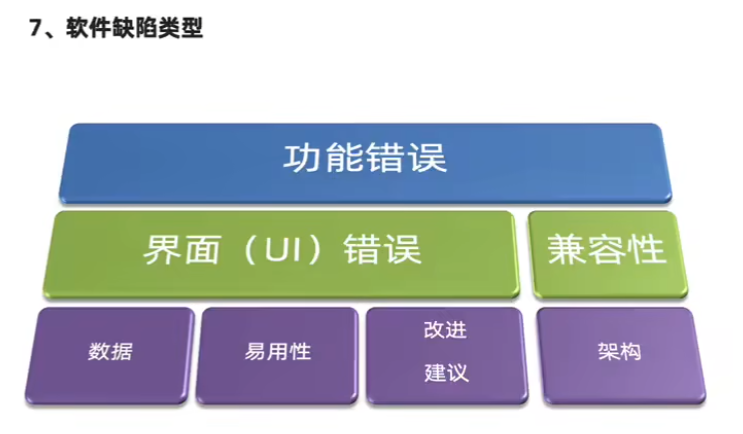 7、软件缺陷类型
功能错误
界面（UI）错误
兼容性
数据
易用性
改进
建议
架构